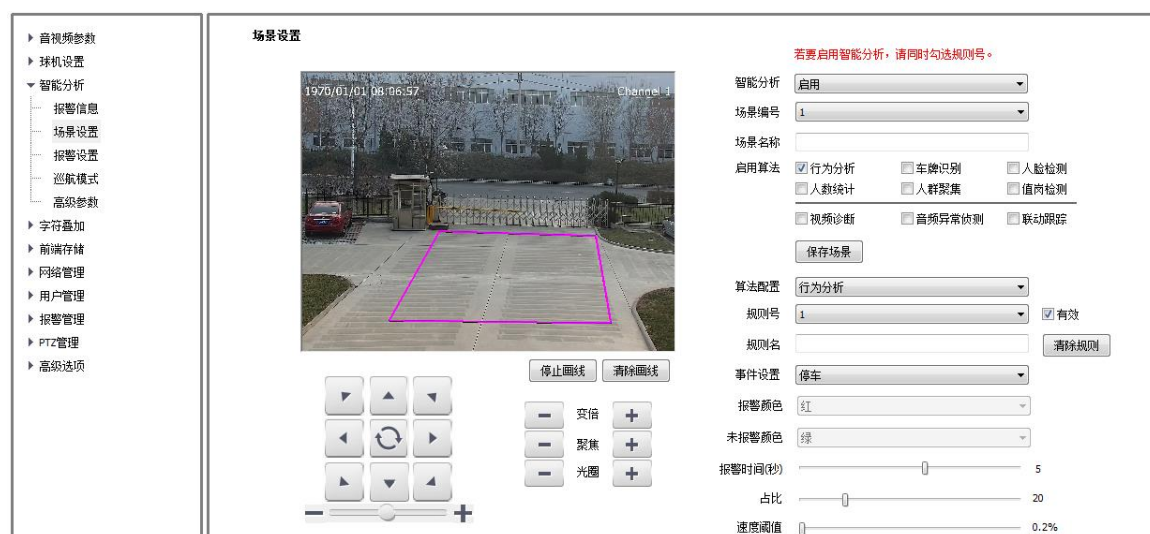 音视频参数
球机设置
智能分析
报警信息
场景设置
报警设置
巡航模式
高级参数
字符叠加
前端存储
网络管理
用户管理
报警管理
PTZ管理
高级选项
场景设置
1970/01/01 08:06:57 Channel 1
停止画线 清除画线
变倍
聚焦
光圈
若要启用智能分析，请同时勾选规则号。
智能分析 启用
场景编号 1
场景名称
启用算法 行为分析 车牌识别 人脸检测
人数统计 人群聚集 值岗检测
视频诊断 音频异常侦测 联动跟踪
保存场景
算法配置 行为分析
规则号 1 有效
规则名 清除规则
事件设置 停车
报警颜色 红
未报警颜色 绿
报警时间(秒) 5
占比 20
速度阈值 0.2%